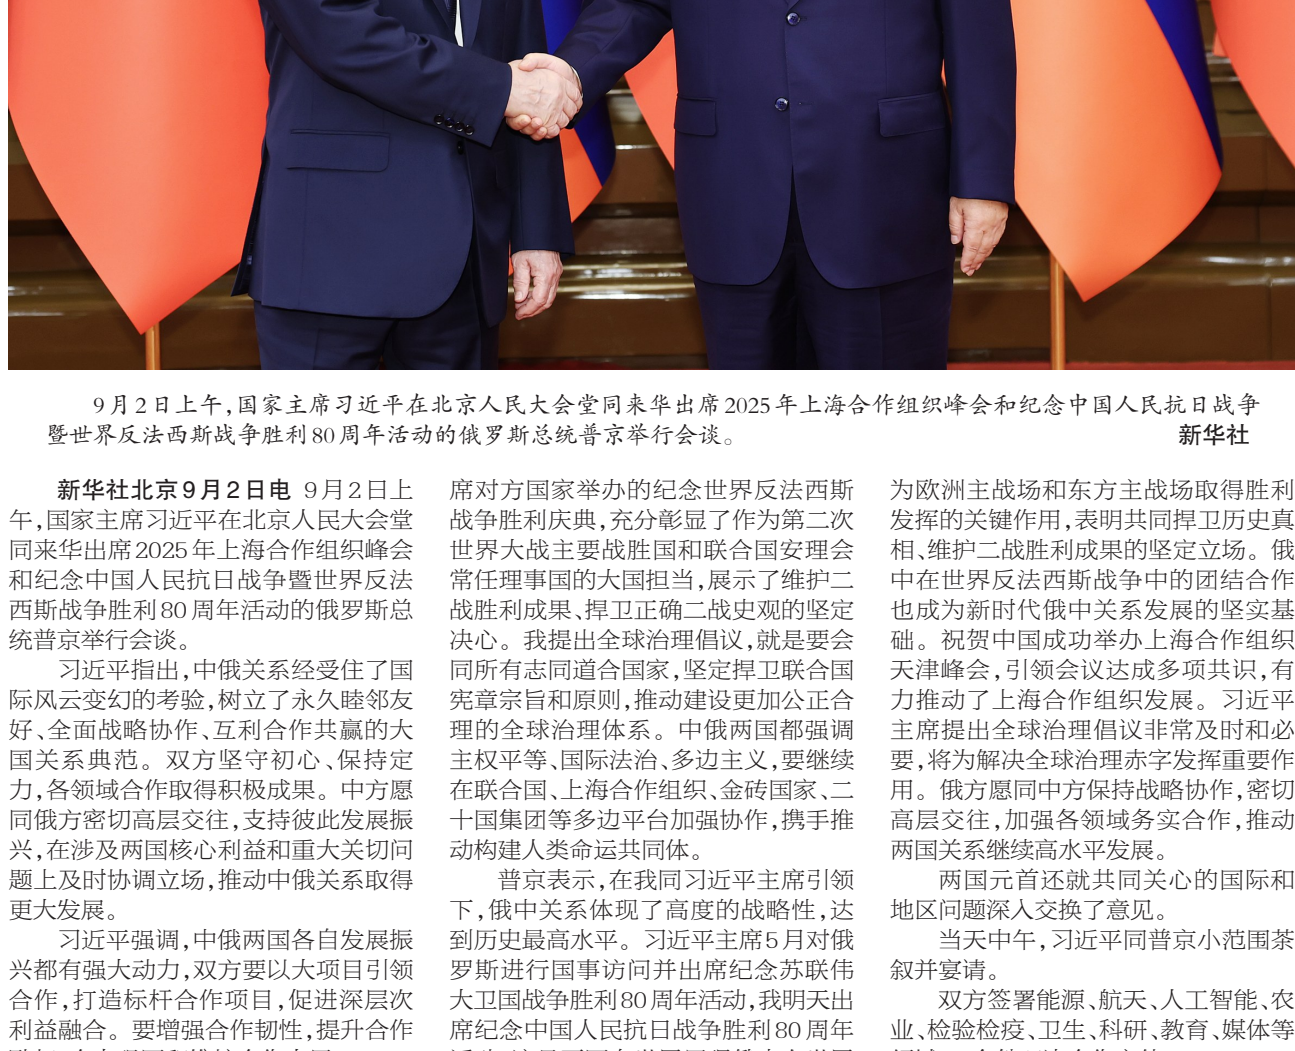 9月2日上午,国家主席习近平在北京人民大会堂同来华出席2025年上海合作组织峰会和纪念中国人民抗日战争
暨世界反法西斯战争胜利80周年活动的俄罗斯总统普京举行会谈。
新华社
新华社北京9月2日电 9月2日上
午,国家主席习近平在北京人民大会堂
同来华出席2025年上海合作组织峰会
和纪念中国人民抗日战争暨世界反法
西斯战争胜利80周年活动的俄罗斯总
统普京举行会谈。
习近平指出,中俄关系经受住了国
际风云变幻的考验,树立了永久睦邻友
好、全面战略协作、互利合作共赢的大
国关系典范。双方坚守初心、保持定
力,各领域合作取得积极成果。中方愿
同俄方密切高层交往,支持彼此发展振
兴,在涉及两国核心利益和重大关切问
题上及时协调立场,推动中俄关系取得
更大发展。
习近平强调,中俄两国各自发展振
兴都有强大动力,双方要以大项目引领
合作,打造标杆合作项目,促进深层次
利益融合。要增强合作韧性,提升合作
席对方国家举办的纪念世界反法西斯
战争胜利庆典,充分彰显了作为第二次
世界大战主要战胜国和联合国安理会
常任理事国的大国担当,展示了维护二
战胜利成果、捍卫正确二战史观的坚定
决心。我提出全球治理倡议,就是要会
同所有志同道合国家,坚定捍卫联合国
宪章宗旨和原则,推动建设更加公正合
理的全球治理体系。中俄两国都强调
主权平等、国际法治、多边主义,要继续
在联合国、上海合作组织、金砖国家、二
十国集团等多边平台加强协作,携手推
动构建人类命运共同体。
普京表示,在我同习近平主席引领
下,俄中关系体现了高度的战略性,达
到历史最高水平。习近平主席5月对俄
罗斯进行国事访问并出席纪念苏联伟
大卫国战争胜利80周年活动,我明天出
席纪念中国人民抗日战争胜利80周年
为欧洲主战场和东方主战场取得胜利
发挥的关键作用,表明共同捍卫历史真
相、维护二战胜利成果的坚定立场。俄
中在世界反法西斯战争中的团结合作
也成为新时代俄中关系发展的坚实基
础。祝贺中国成功举办上海合作组织
天津峰会,引领会议达成多项共识,有
力推动了上海合作组织发展。习近平
主席提出全球治理倡议非常及时和必
要,将为解决全球治理赤字发挥重要作
用。俄方愿同中方保持战略协作,密切
高层交往,加强各领域务实合作,推动
两国关系继续高水平发展。
两国元首还就共同关心的国际和
地区问题深入交换了意见。
当天中午,习近平同普京小范围茶
叙并宴请。
双方签署能源、航天、人工智能、农
业、检验检疫、卫生、科研、教育、媒体等